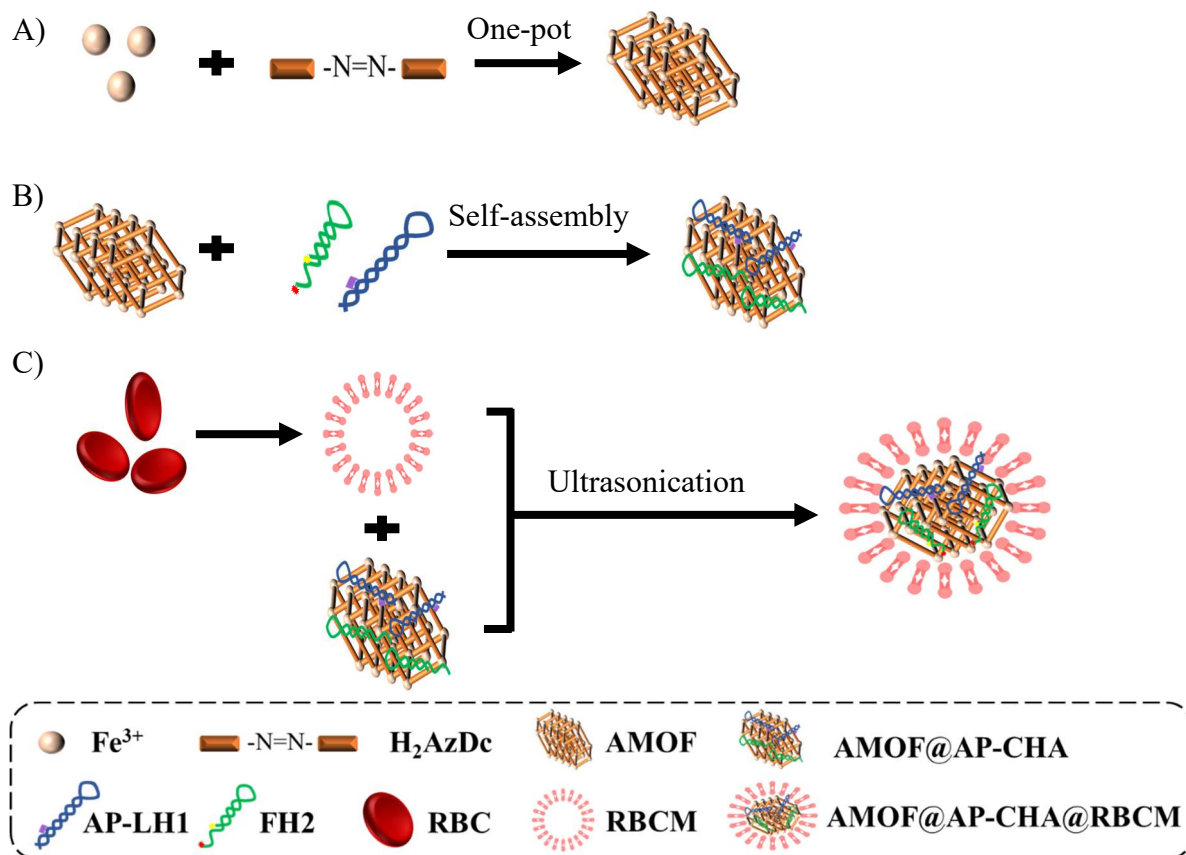 A)
-N=N-
One-pot
B)
Self-assembly
C)
Ultrasonication
Fe³⁺
-N=N-
H₂AzDc
AMOF
AMOF@AP-CHA
AP-LH1
FH2
RBC
RBCM
AMOF@AP-CHA@RBCM